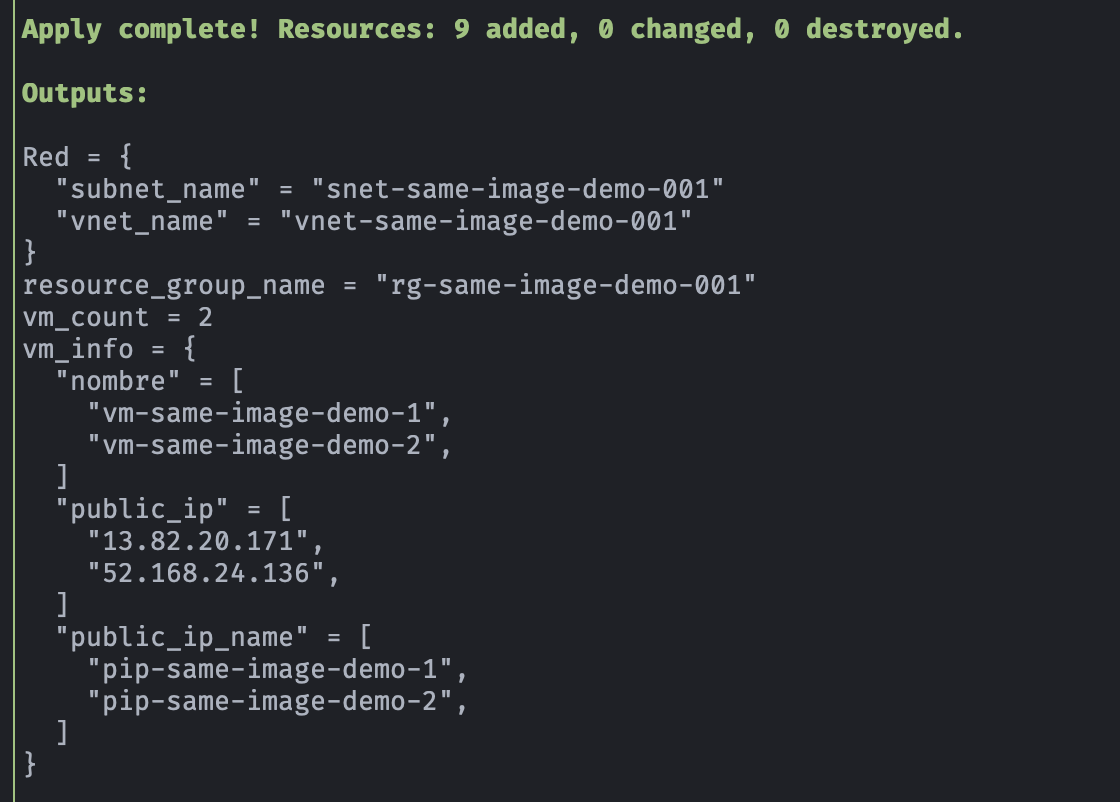 Apply complete! Resources: 9 added, 0 changed, 0 destroyed.
Outputs:
Red = {
  "subnet_name" = "snet-same-image-demo-001"
  "vnet_name" = "vnet-same-image-demo-001"
}
resource_group_name = "rg-same-image-demo-001"
vm_count = 2
vm_info = {
  "nombre" = [
    "vm-same-image-demo-1",
    "vm-same-image-demo-2",
  ]
  "public_ip" = [
    "13.82.20.171",
    "52.168.24.136",
  ]
  "public_ip_name" = [
    "pip-same-image-demo-1",
    "pip-same-image-demo-2",
  ]
}